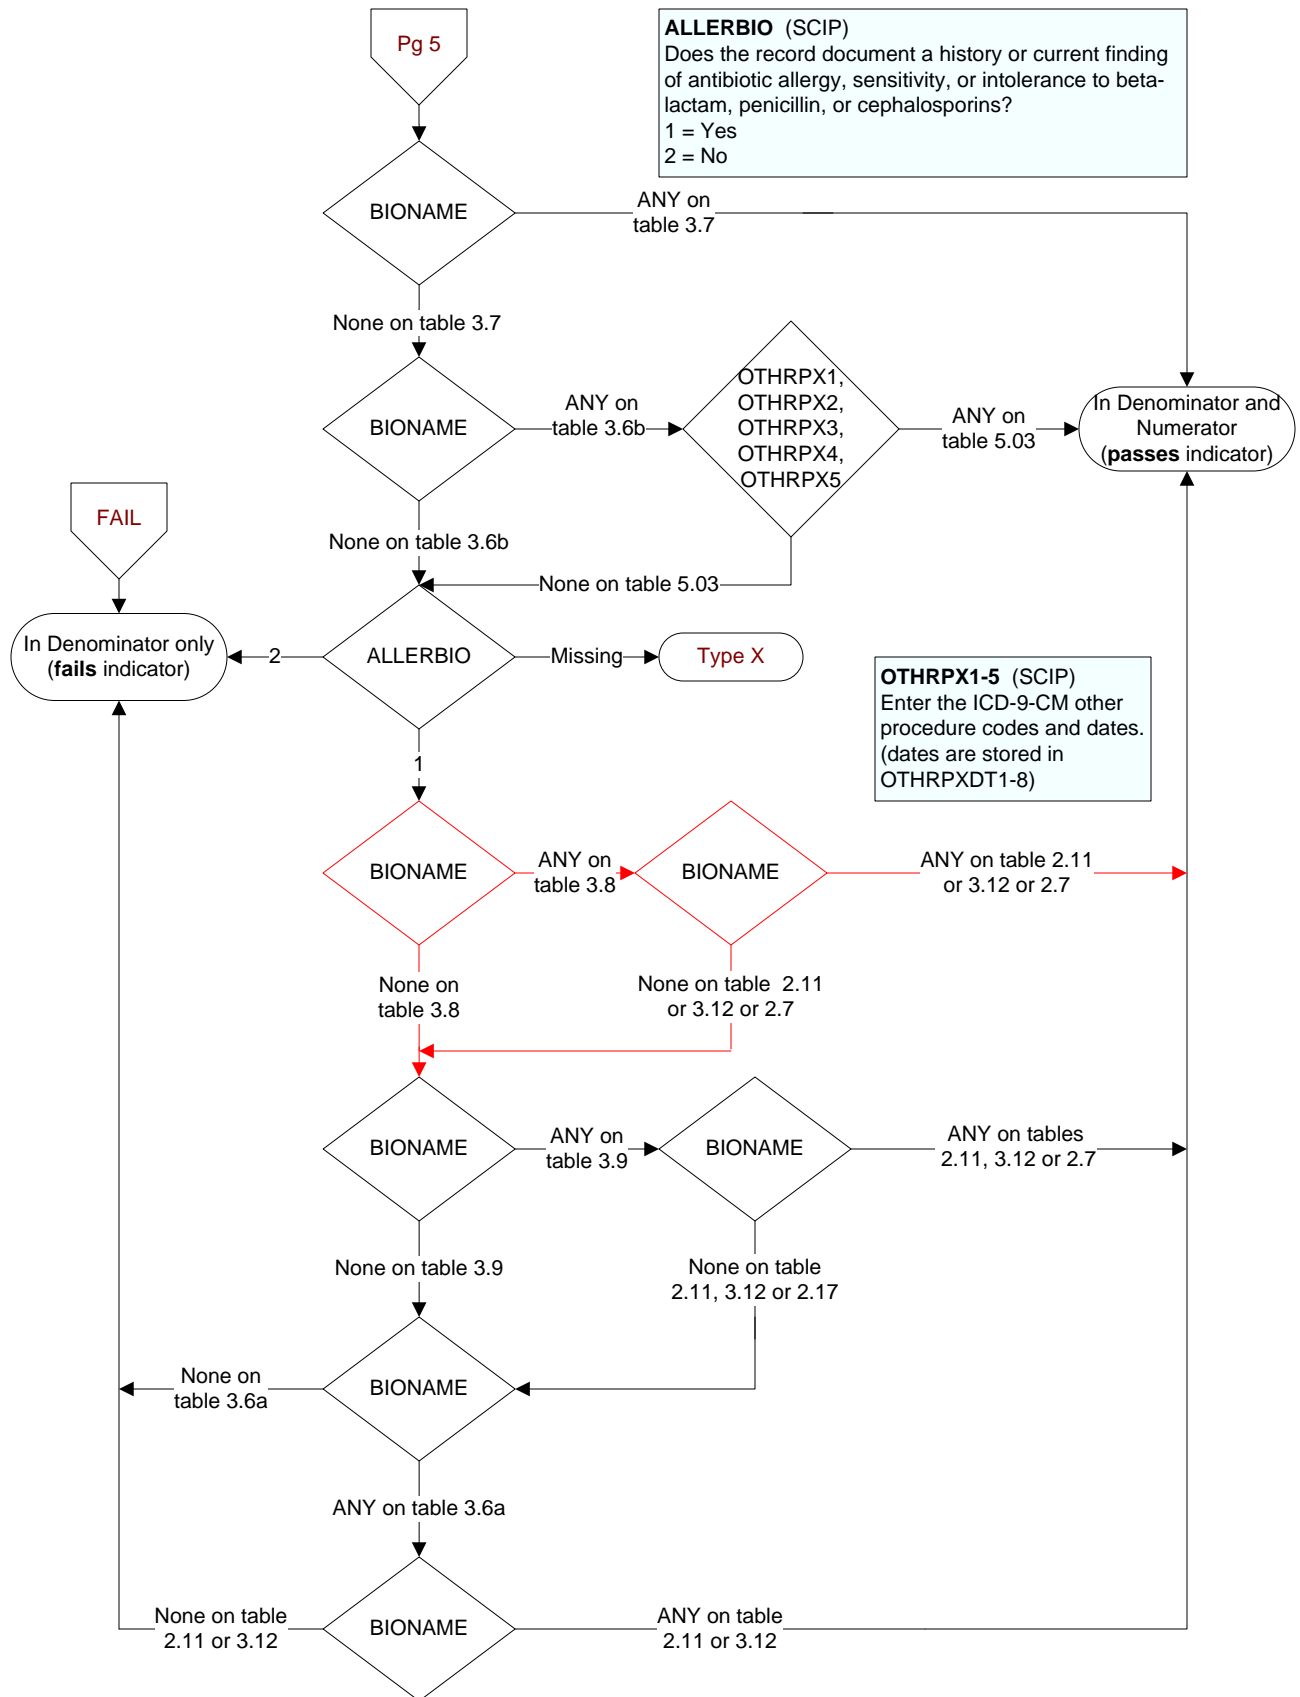 Pg 5
ALLERBIO (SCIP)
Does the record document a history or current finding
of antibiotic allergy, sensitivity, or intolerance to beta-
lactam, penicillin, or cephalosporins?
1 = Yes
2 = No
BIONAME
ANY on
table 3.7
None on table 3.7
BIONAME
ANY on
table 3.6b
OTHRPX1,
OTHRPX2,
OTHRPX3,
OTHRPX4,
OTHRPX5
ANY on
table 5.03
In Denominator and
Numerator
(passes indicator)
FAIL
None on table 3.6b
None on table 5.03
In Denominator only
(fails indicator)
2
ALLERBIO
Missing
Type X
OTHRPX1-5 (SCIP)
Enter the ICD-9-CM other
procedure codes and dates.
(dates are stored in
OTHRPXDT1-8)
1
BIONAME
ANY on
table 3.8
BIONAME
ANY on table 2.11
or 3.12 or 2.7
None on
table 3.8
None on table 2.11
or 3.12 or 2.7
BIONAME
ANY on
table 3.9
BIONAME
ANY on tables
2.11, 3.12 or 2.7
None on table 3.9
None on table
2.11, 3.12 or 2.17
None on
table 3.6a
BIONAME
ANY on table 3.6a
None on table
2.11 or 3.12
BIONAME
ANY on table
2.11 or 3.12